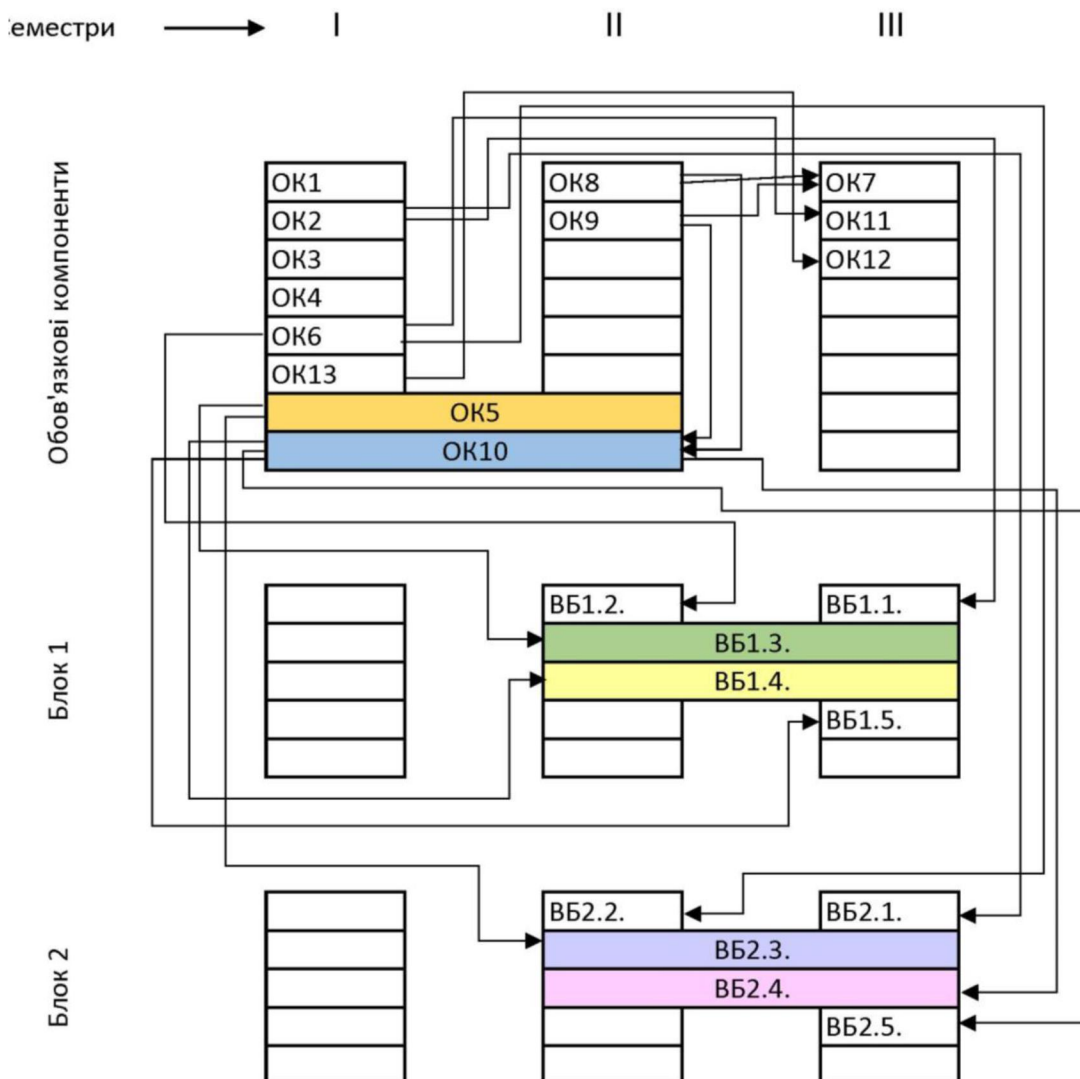 еместри I II III
Обов'язкові компоненти
ОК1 ОК8 ОК7
ОК2 ОК9 ОК11
ОК3 ОК12
ОК4
ОК6
ОК13
ОК5
ОК10
Блок 1
ВБ1.2. ВБ1.1.
ВБ1.3.
ВБ1.4.
ВБ1.5.
Блок 2
ВБ2.2. ВБ2.1.
ВБ2.3.
ВБ2.4.
ВБ2.5.